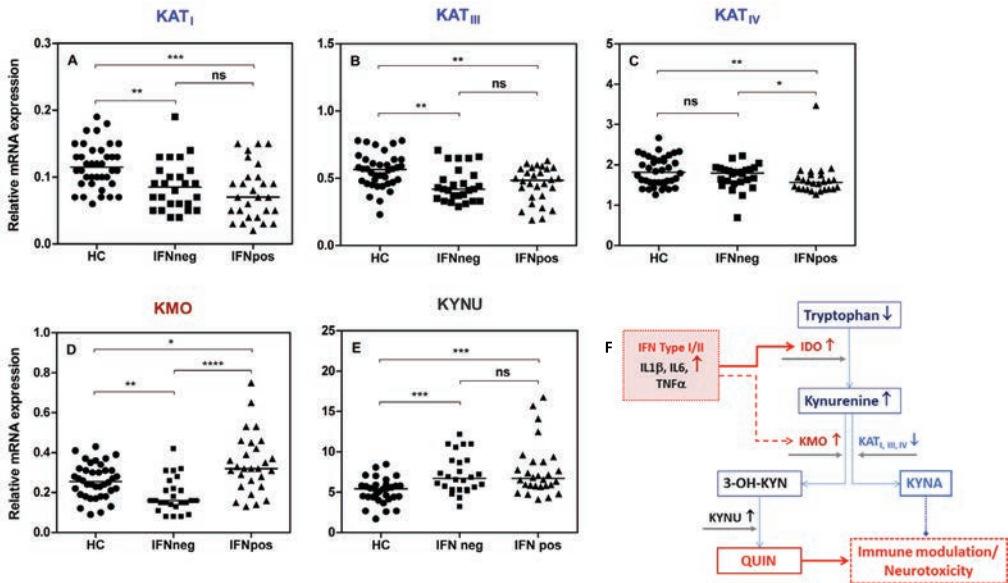 KAT_I
A
Relative mRNA expression
0.3
0.2
0.1
0.0
***
**
ns
HC
IFNneg
IFNpos
KAT_III
B
1.5
1.0
0.5
0.0
**
**
ns
HC
IFNneg
IFNpos
KAT_IV
C
5
4
3
2
1
0
**
ns
*
HC
IFNneg
IFNpos
KMO
D
Relative mRNA expression
1.0
0.8
0.6
0.4
0.2
0.0
*
**
****
HC
IFNneg
IFNpos
KYNU
E
25
20
15
10
5
0
***
***
ns
HC
IFN neg
IFN pos
F
IFN Type I/II
IL1β, IL6, ↑
TNFα
Tryptophan ↓
IDO ↑
Kynurenine ↑
KMO ↑
KAT_I, III, IV ↓
3-OH-KYN
KYNA
KYNU ↑
QUIN
Immune modulation/
Neurotoxicity